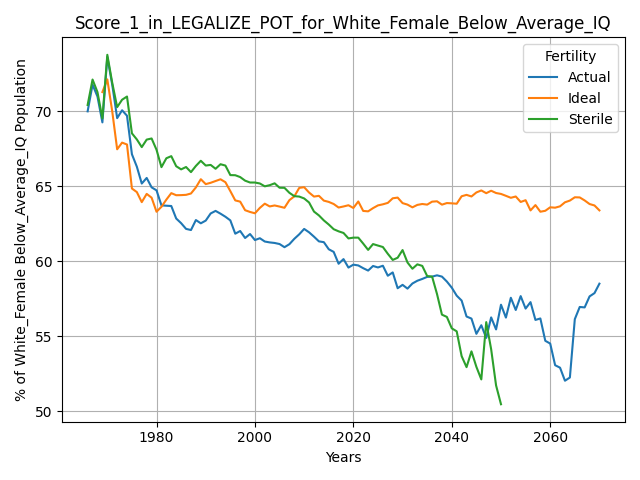 Score_1_in_LEGALIZE_POT_for_White_Female_Below_Average_IQ
Fertility
Actual
Ideal
Sterile
% of White_Female Below_Average_IQ Population
70
65
60
55
50
1980
2000
2020
2040
2060
Years